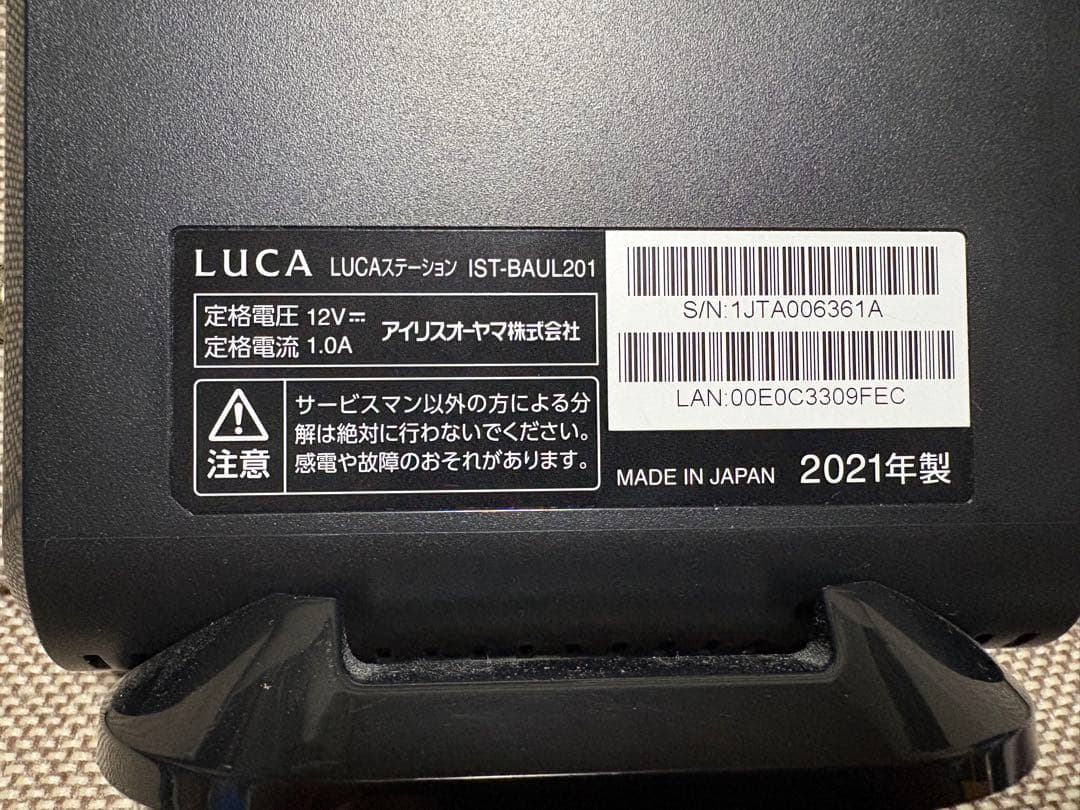 LUCA LUCAステーション IST-BAUL201
定格電圧 12V⎓
定格電流 1.0A
アイリスオーヤマ株式会社
注意
サービスマン以外の方による分
解は絶対に行わないでください。
感電や故障のおそれがあります。
S/N:1JTA006361A
LAN:00E0C3309FEC
MADE IN JAPAN 2021年製